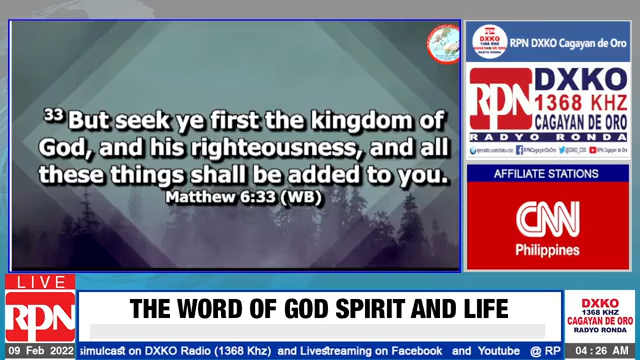 33 But seek ye first the kingdom of
God, and his righteousness, and all
these things shall be added to you.
Matthew 6:33 (WB)
RPN DXKO Cagayan de Oro
RPN
DXKO
1368 KHZ
CAGAYAN DE ORO
RADYO RONDA
AFFILIATE STATIONS
CNN
Philippines
LIVE
RPN
THE WORD OF GOD SPIRIT AND LIFE
DXKO
1368 KHZ
CAGAYAN DE ORO
RADYO RONDA
09 Feb 2022
simulcast on DXKO Radio (1368 Khz) and Livestreaming on Facebook and Youtube @ RP
04:26 AM